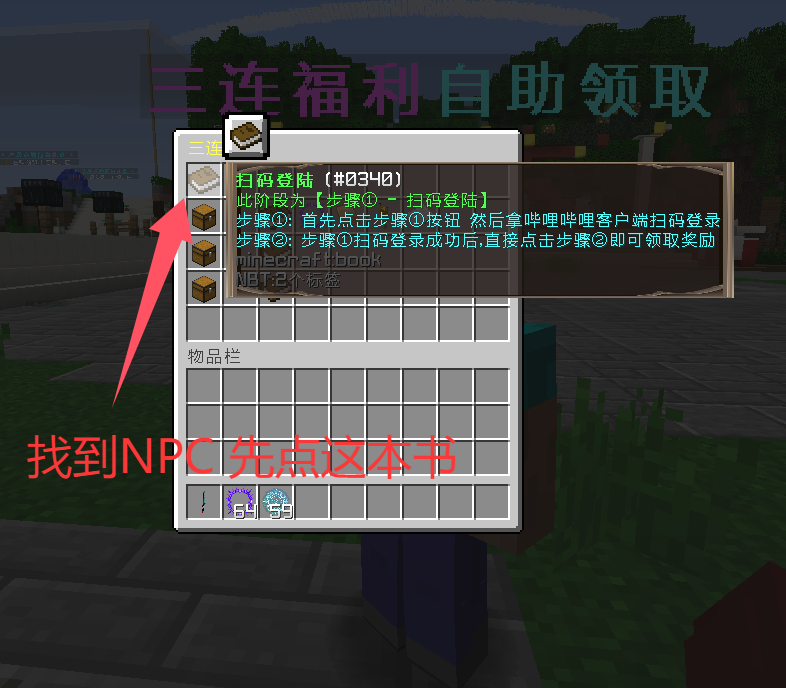 三连福利自助领取
三连
扫码登陆 (#0340)
此阶段为【步骤① - 扫码登陆】
步骤①: 首先点击步骤①按钮 然后拿哔哩哔哩客户端扫码登录
步骤②: 步骤①扫码登录成功后,直接点击步骤②即可领取奖励
minecraft:book
NBT:2个标签
物品栏
找到NPC 先点这本书
64 59